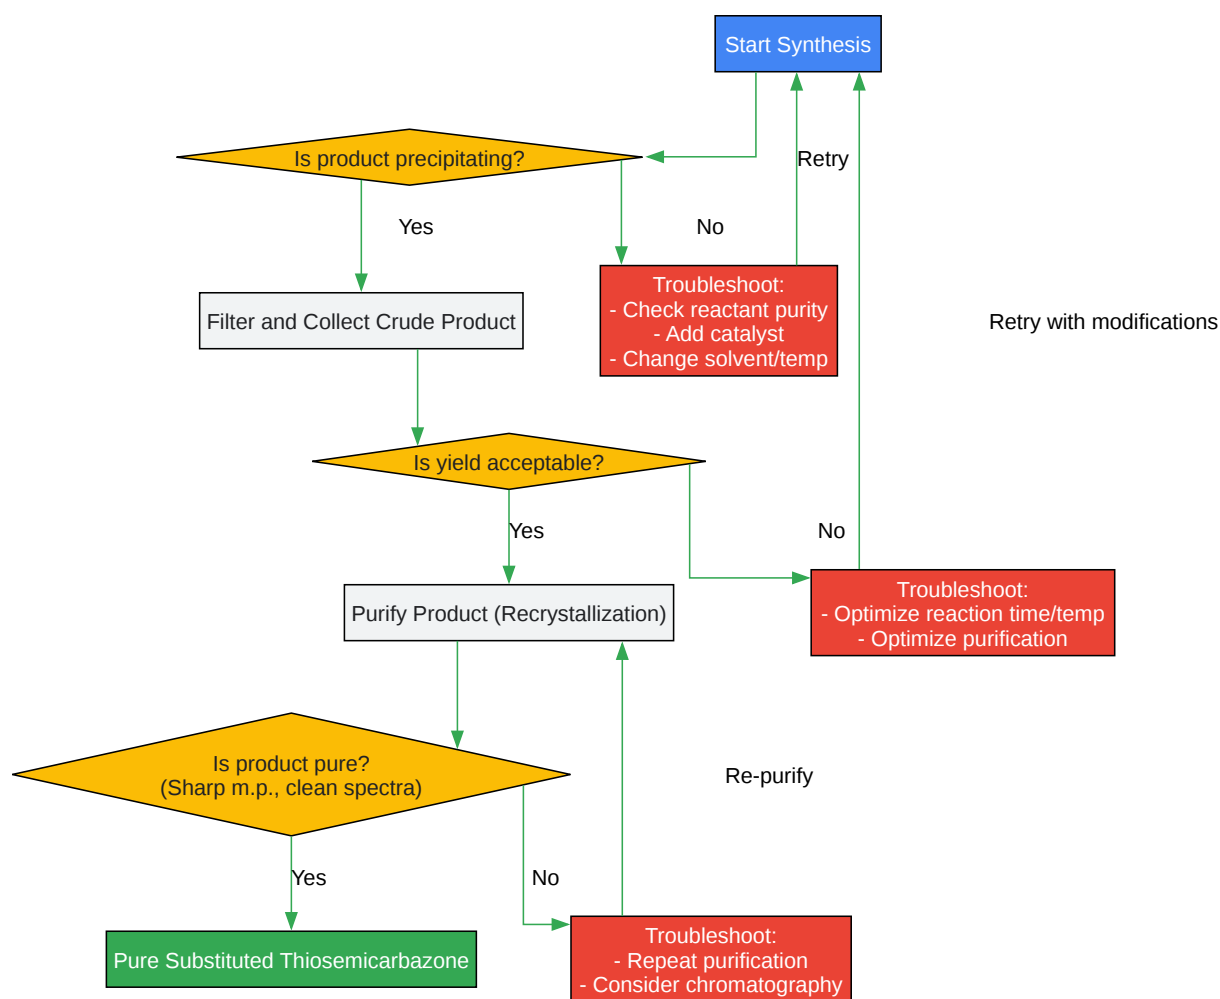 Start Synthesis
Is product precipitating?
Retry
Yes
No
Troubleshoot:
- Check reactant purity
- Add catalyst
- Change solvent/temp
Filter and Collect Crude Product
Retry with modifications
Is yield acceptable?
Yes
No
Troubleshoot:
- Optimize reaction time/temp
- Optimize purification
Purify Product (Recrystallization)
Is product pure?
(Sharp m.p., clean spectra)
Re-purify
Yes
No
Troubleshoot:
- Repeat purification
- Consider chromatography
Pure Substituted Thiosemicarbazone